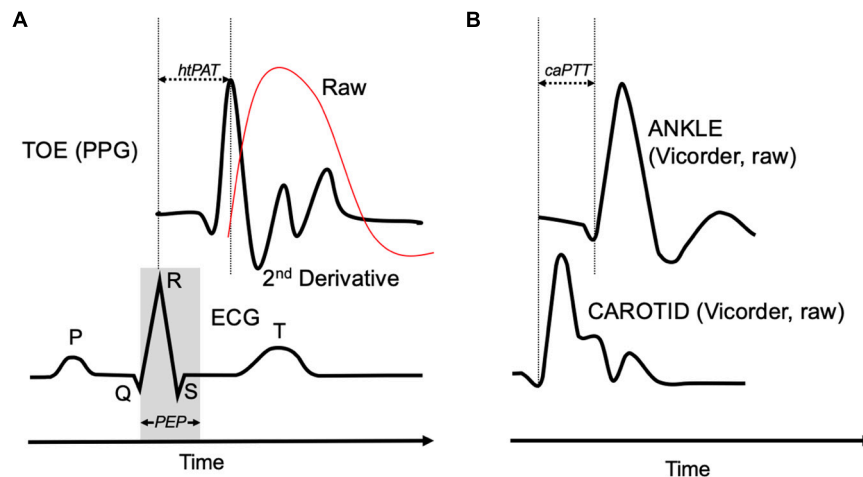 A
htPAT
Raw
TOE (PPG)
2nd Derivative
R
ECG
P
T
Q
S
PEP
Time
B
caPTT
ANKLE
(Vicorder, raw)
CAROTID (Vicorder, raw)
Time